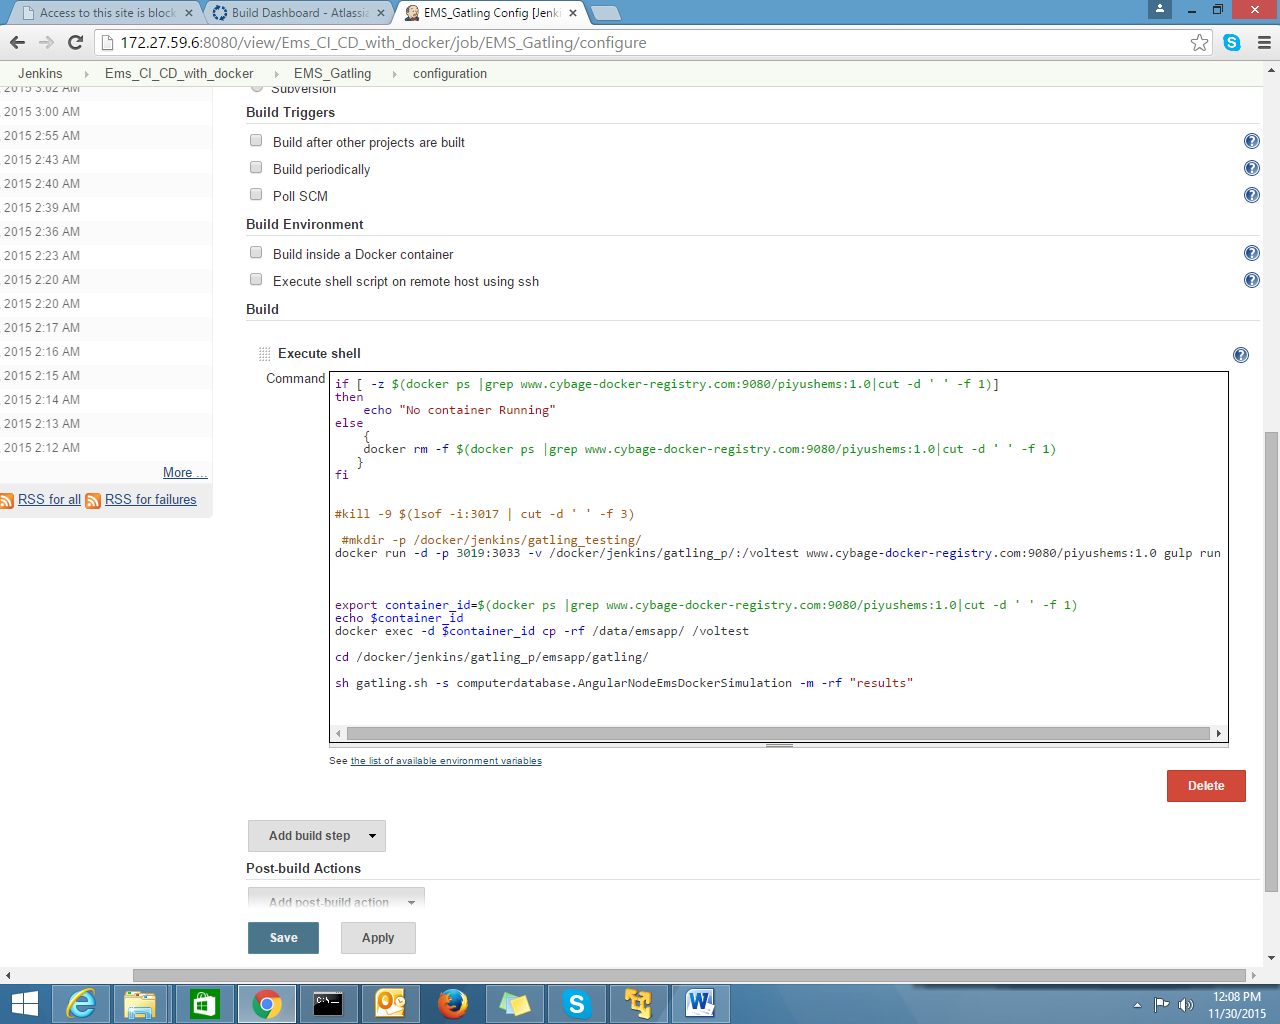 Access to this site is block
Build Dashboard - Atlassia
EMS_Gatling Config [Jenki
172.27.59.6:8080/view/Ems_CI_CD_with_docker/job/EMS_Gatling/configure
Jenkins
Ems_CI_CD_with_docker
EMS_Gatling
configuration
2015 3:02 AM
2015 3:00 AM
2015 2:55 AM
2015 2:43 AM
2015 2:40 AM
2015 2:39 AM
2015 2:36 AM
2015 2:23 AM
2015 2:20 AM
2015 2:20 AM
2015 2:17 AM
2015 2:16 AM
2015 2:15 AM
2015 2:14 AM
2015 2:13 AM
2015 2:12 AM
More ...
RSS for all
RSS for failures
Subversion
Build Triggers
Build after other projects are built
Build periodically
Poll SCM
Build Environment
Build inside a Docker container
Execute shell script on remote host using ssh
Build
Execute shell
Command
if [ -z $(docker ps |grep www.cybage-docker-registry.com:9080/piyushems:1.0|cut -d ' ' -f 1)]
then
echo "No container Running"
else
{
docker rm -f $(docker ps |grep www.cybage-docker-registry.com:9080/piyushems:1.0|cut -d ' ' -f 1)
}
fi
#kill -9 $(lsof -i:3017 | cut -d ' ' -f 3)
#mkdir -p /docker/jenkins/gatling_testing/
docker run -d -p 3019:3033 -v /docker/jenkins/gatling_p/:/voltest www.cybage-docker-registry.com:9080/piyushems:1.0 gulp run
export container_id=$(docker ps |grep www.cybage-docker-registry.com:9080/piyushems:1.0|cut -d ' ' -f 1)
echo $container_id
docker exec -d $container_id cp -rf /data/emsapp/ /voltest
cd /docker/jenkins/gatling_p/emsapp/gatling/
sh gatling.sh -s computerdatabase.AngularNodeEmsDockerSimulation -m -rf "results"
See the list of available environment variables
Delete
Add build step
Post-build Actions
Add post-build action
Save
Apply
12:08 PM
11/30/2015